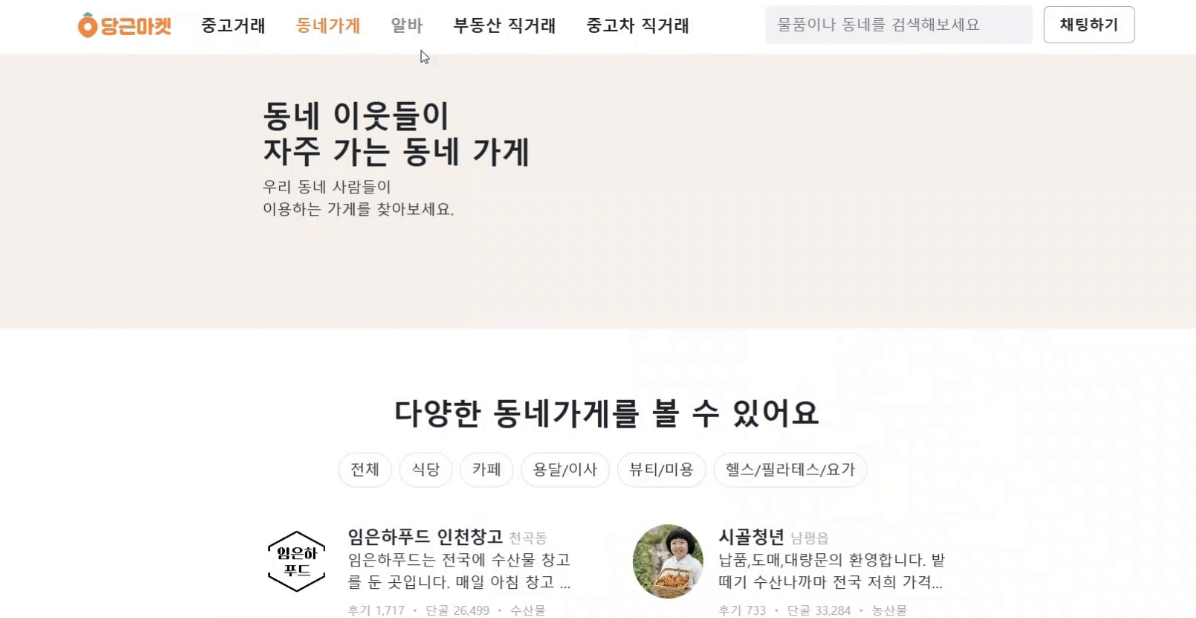 당근마켓 중고거래 동네가게 알바 부동산 직거래 중고차 직거래 물품이나 동네를 검색해보세요 채팅하기
동네 이웃들이
자주 가는 동네 가게
우리 동네 사람들이
이용하는 가게를 찾아보세요.
다양한 동네가게를 볼 수 있어요
전체 식당 카페 용달/이사 뷰티/미용 헬스/필라테스/요가
임은하
푸드
임은하푸드 인천창고 천곡동
임은하푸드는 전국에 수산물 창고
를 둔 곳입니다. 매일 아침 창고 ...
후기 1,717 · 단골 26,499 · 수산물
시골청년 남평읍
납품,도매,대량문의 환영합니다. 밭
떼기 수산나까마 전국 저희 가격...
후기 733 · 단골 33,284 · 농산물